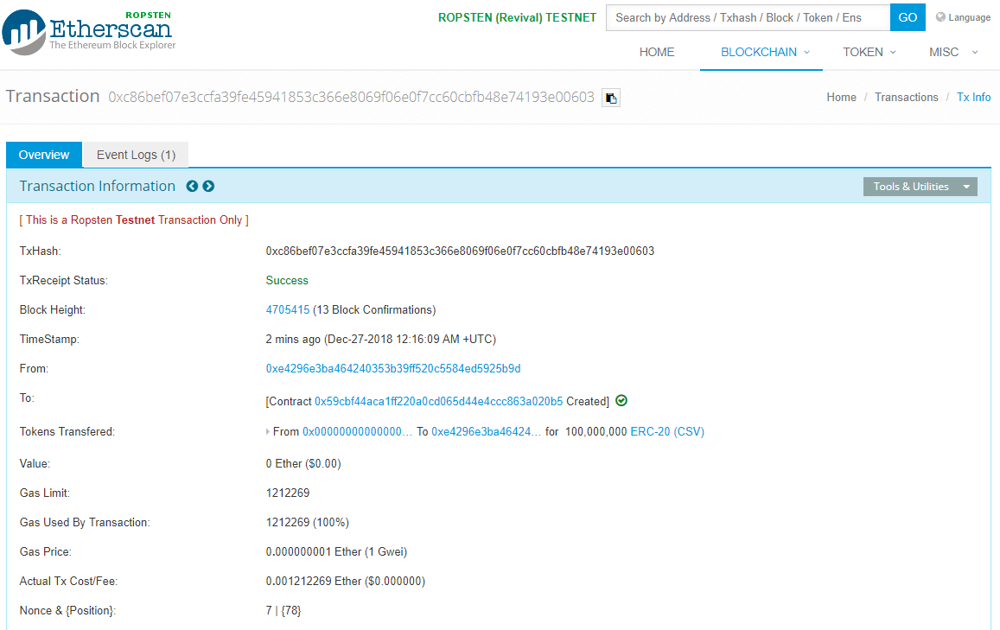 ROPSTEN
Etherscan
The Ethereum Block Explorer
ROPSTEN (Revival) TESTNET
Search by Address / Txhash / Block / Token / Ens
GO
Language
HOME BLOCKCHAIN TOKEN MISC
Transaction 0xc86bef07e3ccfa39fe45941853c366e8069f06e0f7cc60cbfb48e74193e00603
Home / Transactions / Tx Info
Overview Event Logs (1)
Transaction Information
Tools & Utilities
[ This is a Ropsten Testnet Transaction Only ]
TxHash: 0xc86bef07e3ccfa39fe45941853c366e8069f06e0f7cc60cbfb48e74193e00603
TxReceipt Status: Success
Block Height: 4705415 (13 Block Confirmations)
TimeStamp: 2 mins ago (Dec-27-2018 12:16:09 AM +UTC)
From: 0xe4296e3ba464240353b39ff520c5584ed5925b9d
To: [Contract 0x59cbf44aca1ff220a0cd065d44e4ccc863a020b5 Created]
Tokens Transfered: From 0x00000000000000… To 0xe4296e3ba46424… for 100,000,000 ERC-20 (CSV)
Value: 0 Ether ($0.00)
Gas Limit: 1212269
Gas Used By Transaction: 1212269 (100%)
Gas Price: 0.000000001 Ether (1 Gwei)
Actual Tx Cost/Fee: 0.001212269 Ether ($0.000000)
Nonce & {Position}: 7 | {78}